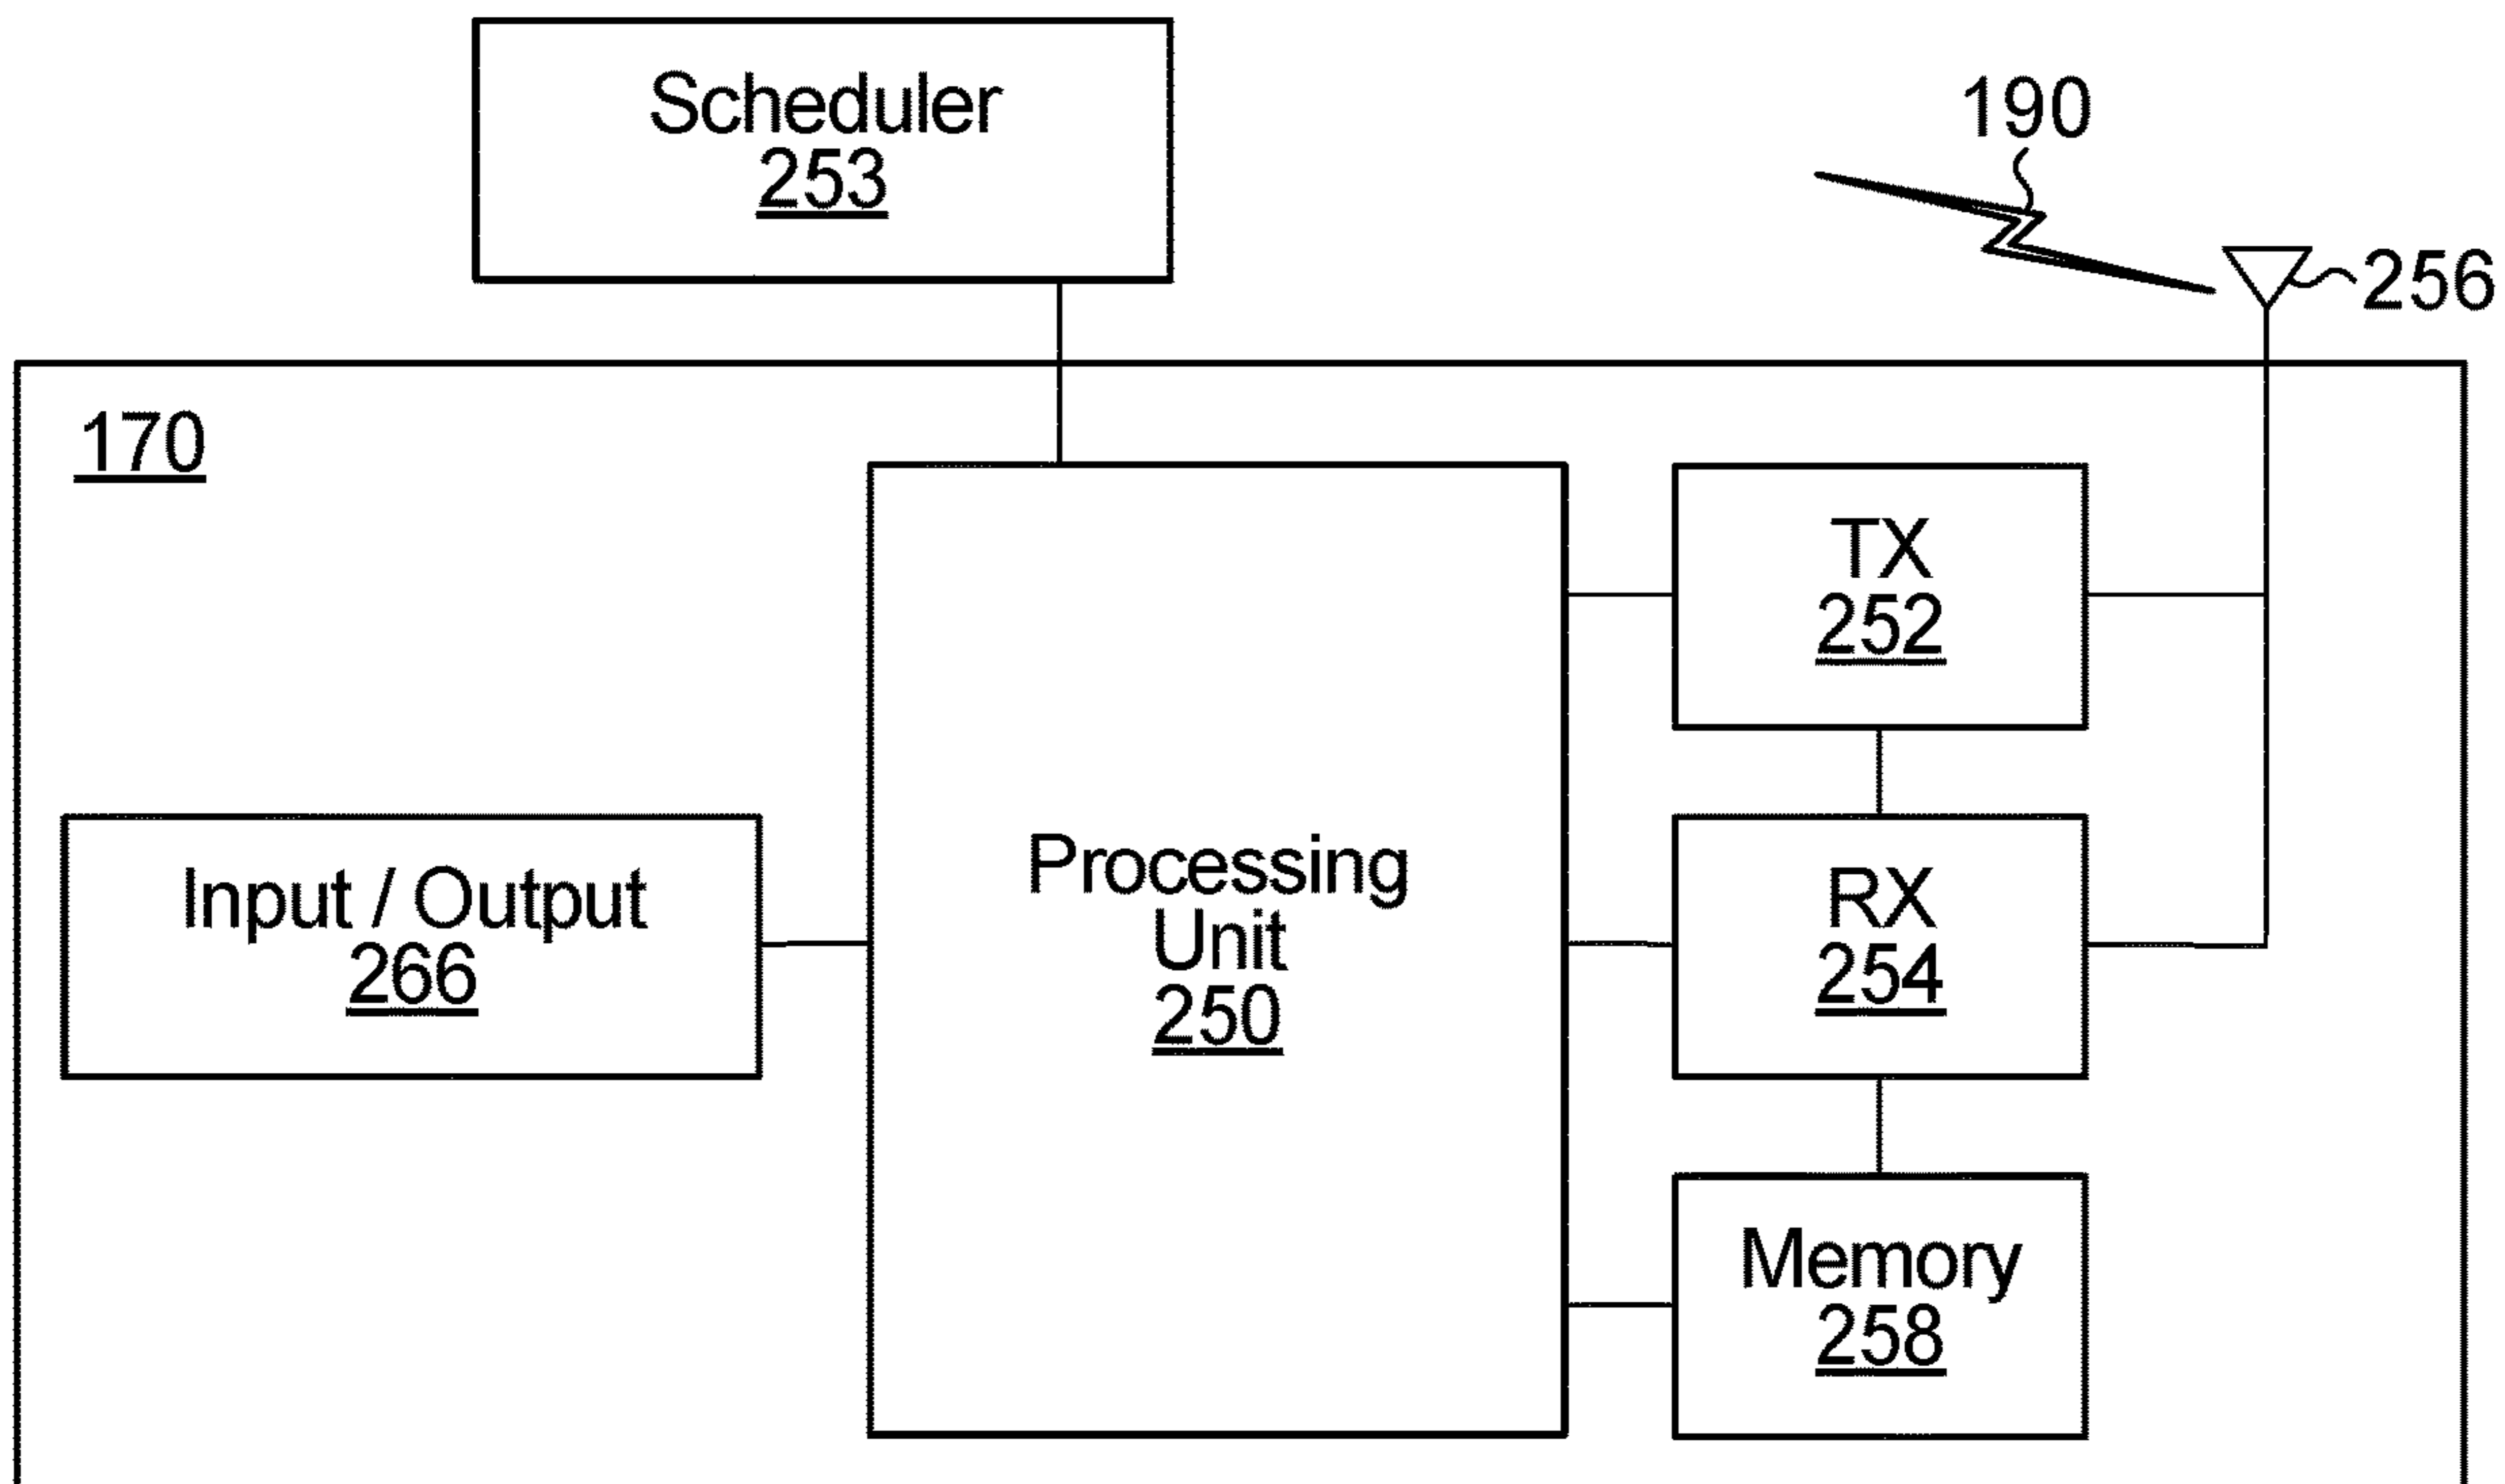 Scheduler
253
190
256
170
TX
252
Processing
Unit
250
Input / Output
266
RX
254
Memory
258